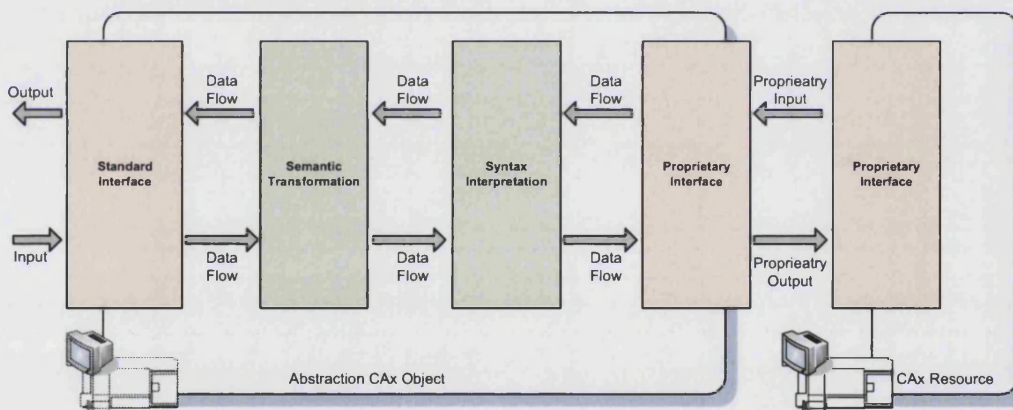 Output
Data
Flow
Data
Flow
Data
Flow
Proprieatry
Input
Standard
Interface
Semantic
Transformation
Syntax
Interpretation
Proprietary
Interface
Proprietary
Interface
Input
Data
Flow
Data
Flow
Data
Flow
Proprieatry
Output
Abstraction CAx Object
CAx Resource